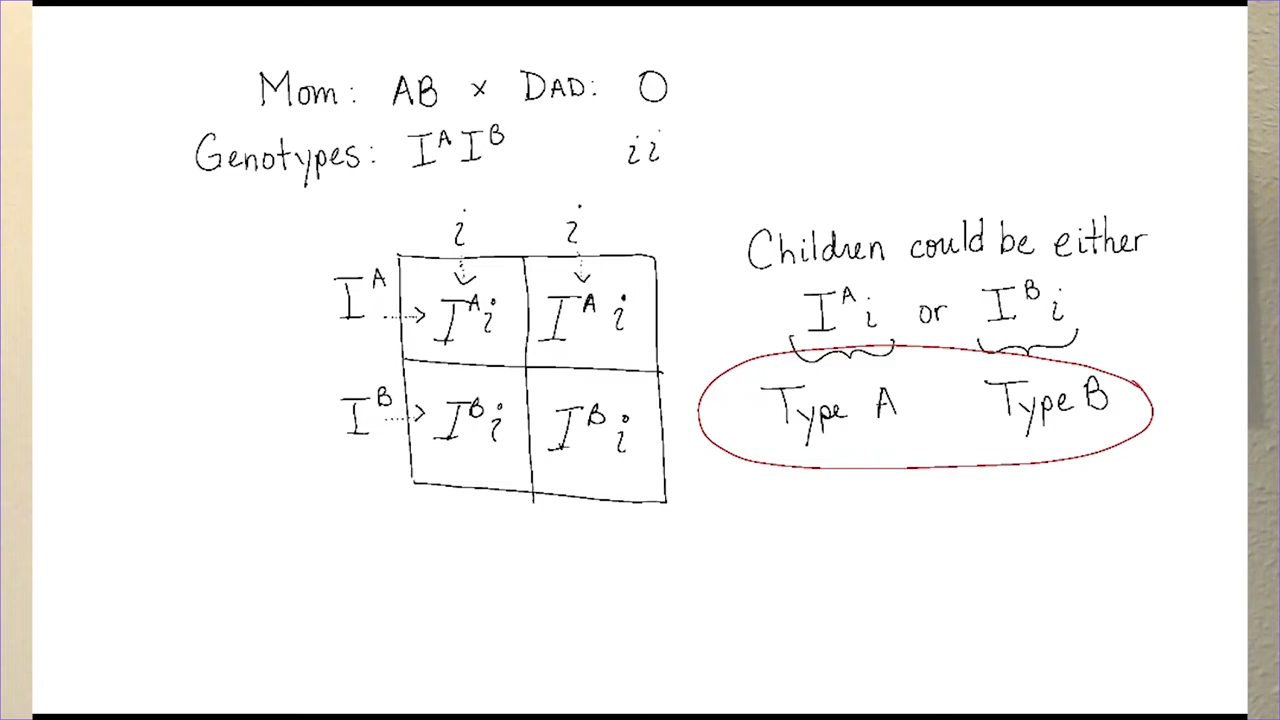 Mom: AB x DAD: O
Genotypes: IᴬIᴮ ii
i i
Iᴬ Iᴬi Iᴬi
Iᴮ Iᴮi Iᴮi
Children could be either
Iᴬi or Iᴮi
Type A Type B